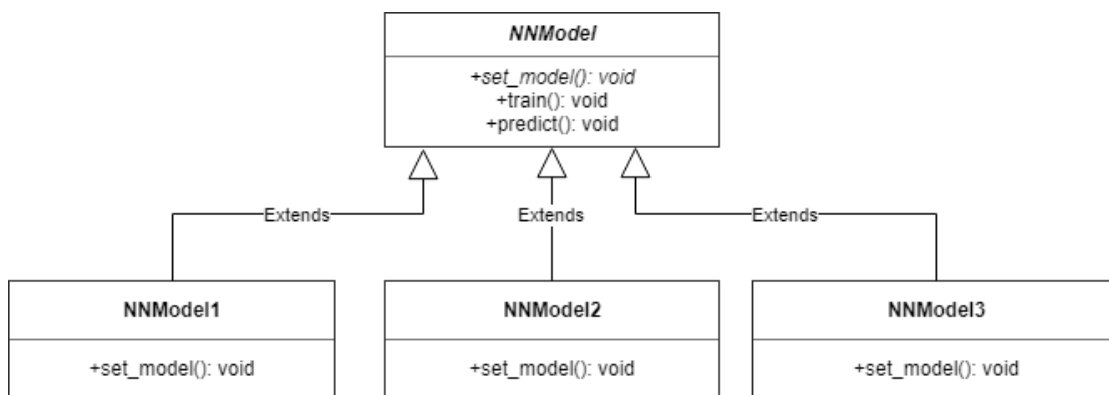 NNModel
+set_model(): void
+train(): void
+predict(): void
Extends
Extends
Extends
NNModel1
+set_model(): void
NNModel2
+set_model(): void
NNModel3
+set_model(): void